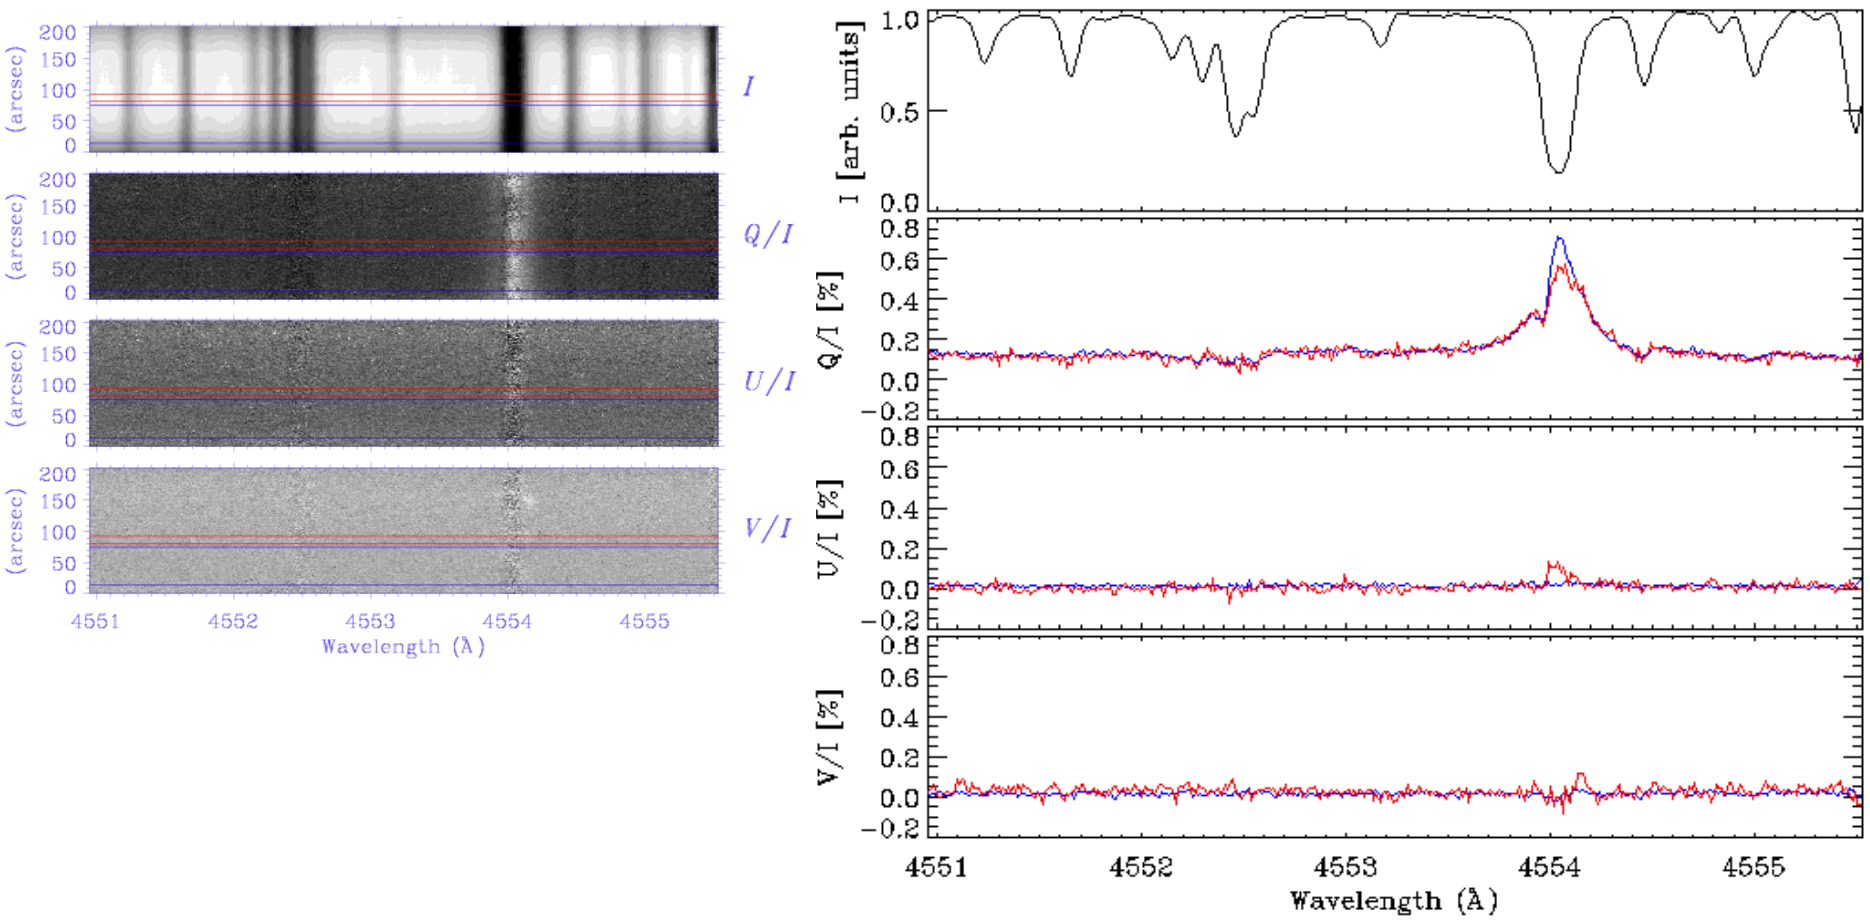 200
150
100
50
0
(arcsec)
I
200
150
100
50
0
(arcsec)
Q/I
200
150
100
50
0
(arcsec)
U/I
200
150
100
50
0
(arcsec)
V/I
4551 4552 4553 4554 4555
Wavelength (Å)
1.0
0.5
0.0
I [arb. units]
0.8
0.6
0.4
0.2
0.0
-0.2
Q/I [%]
0.8
0.6
0.4
0.2
0.0
-0.2
U/I [%]
0.8
0.6
0.4
0.2
0.0
-0.2
V/I [%]
4551 4552 4553 4554 4555
Wavelength (Å)